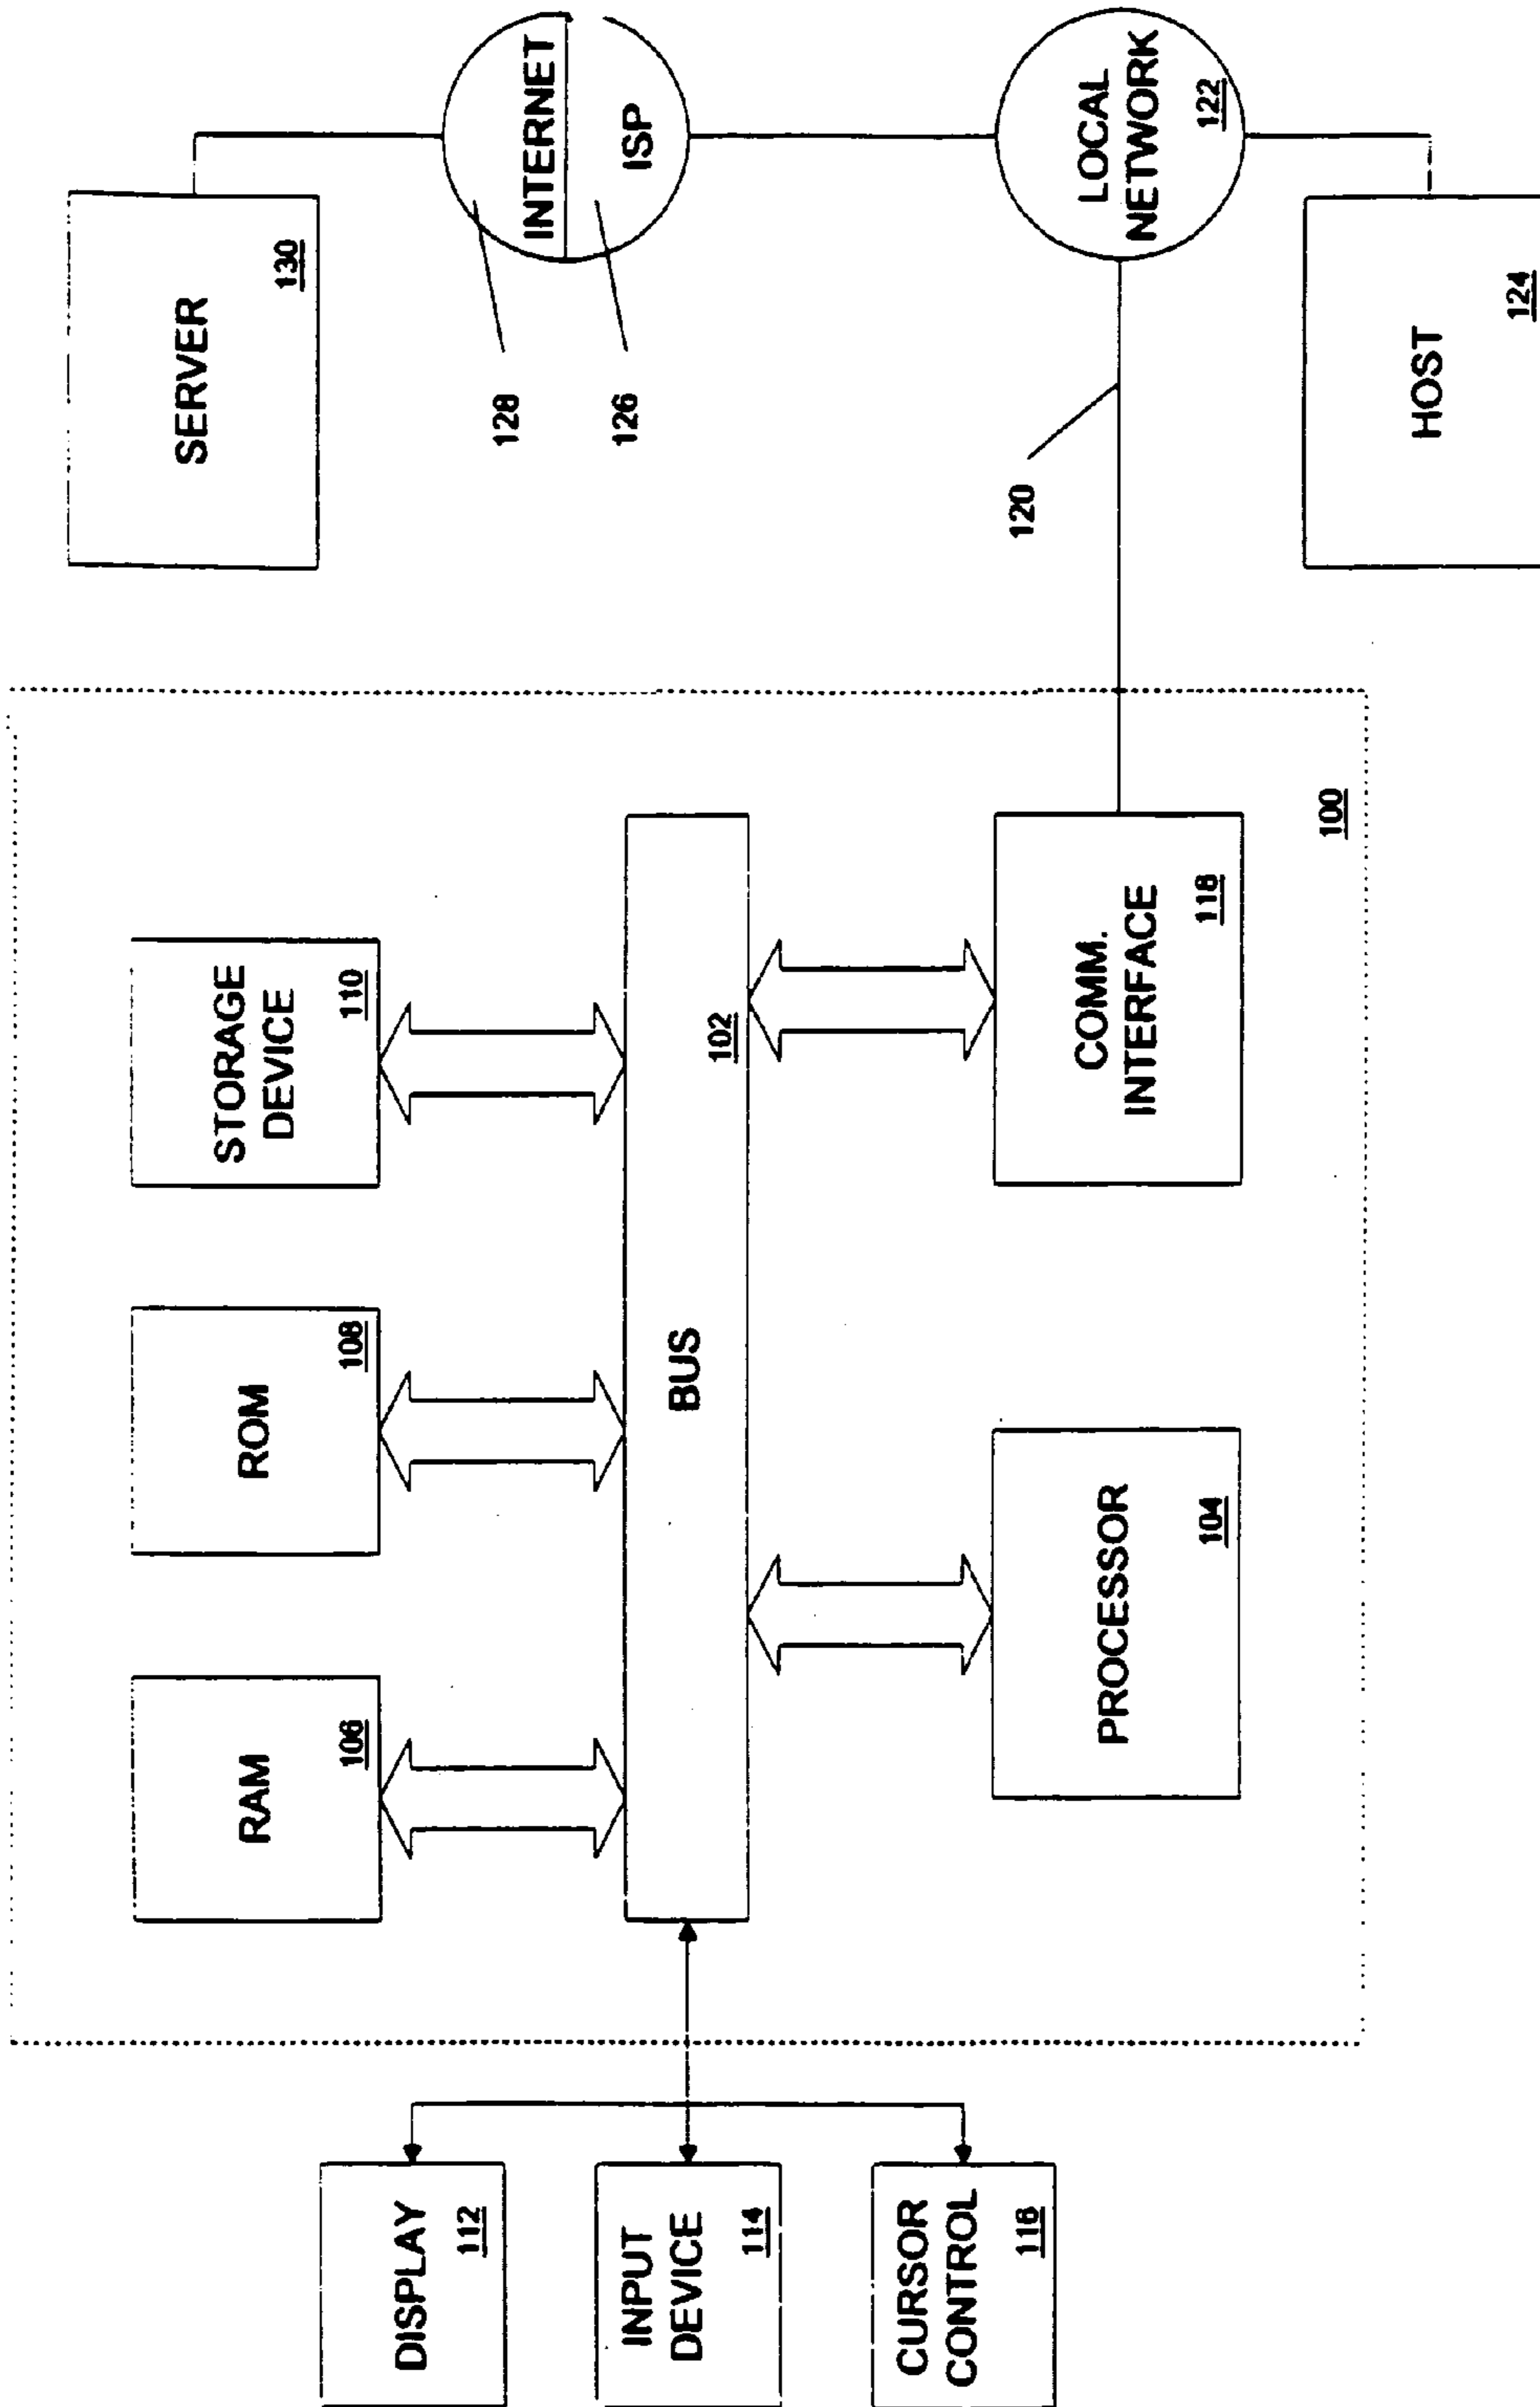 DISPLAY
112
INPUT
DEVICE
114
CURSOR
CONTROL
116
RAM
106
ROM
108
STORAGE
DEVICE
110
BUS
102
PROCESSOR
104
COMM.
INTERFACE
118
100
120
SERVER
130
128
126
INTERNET
ISP
LOCAL
NETWORK
122
HOST
124